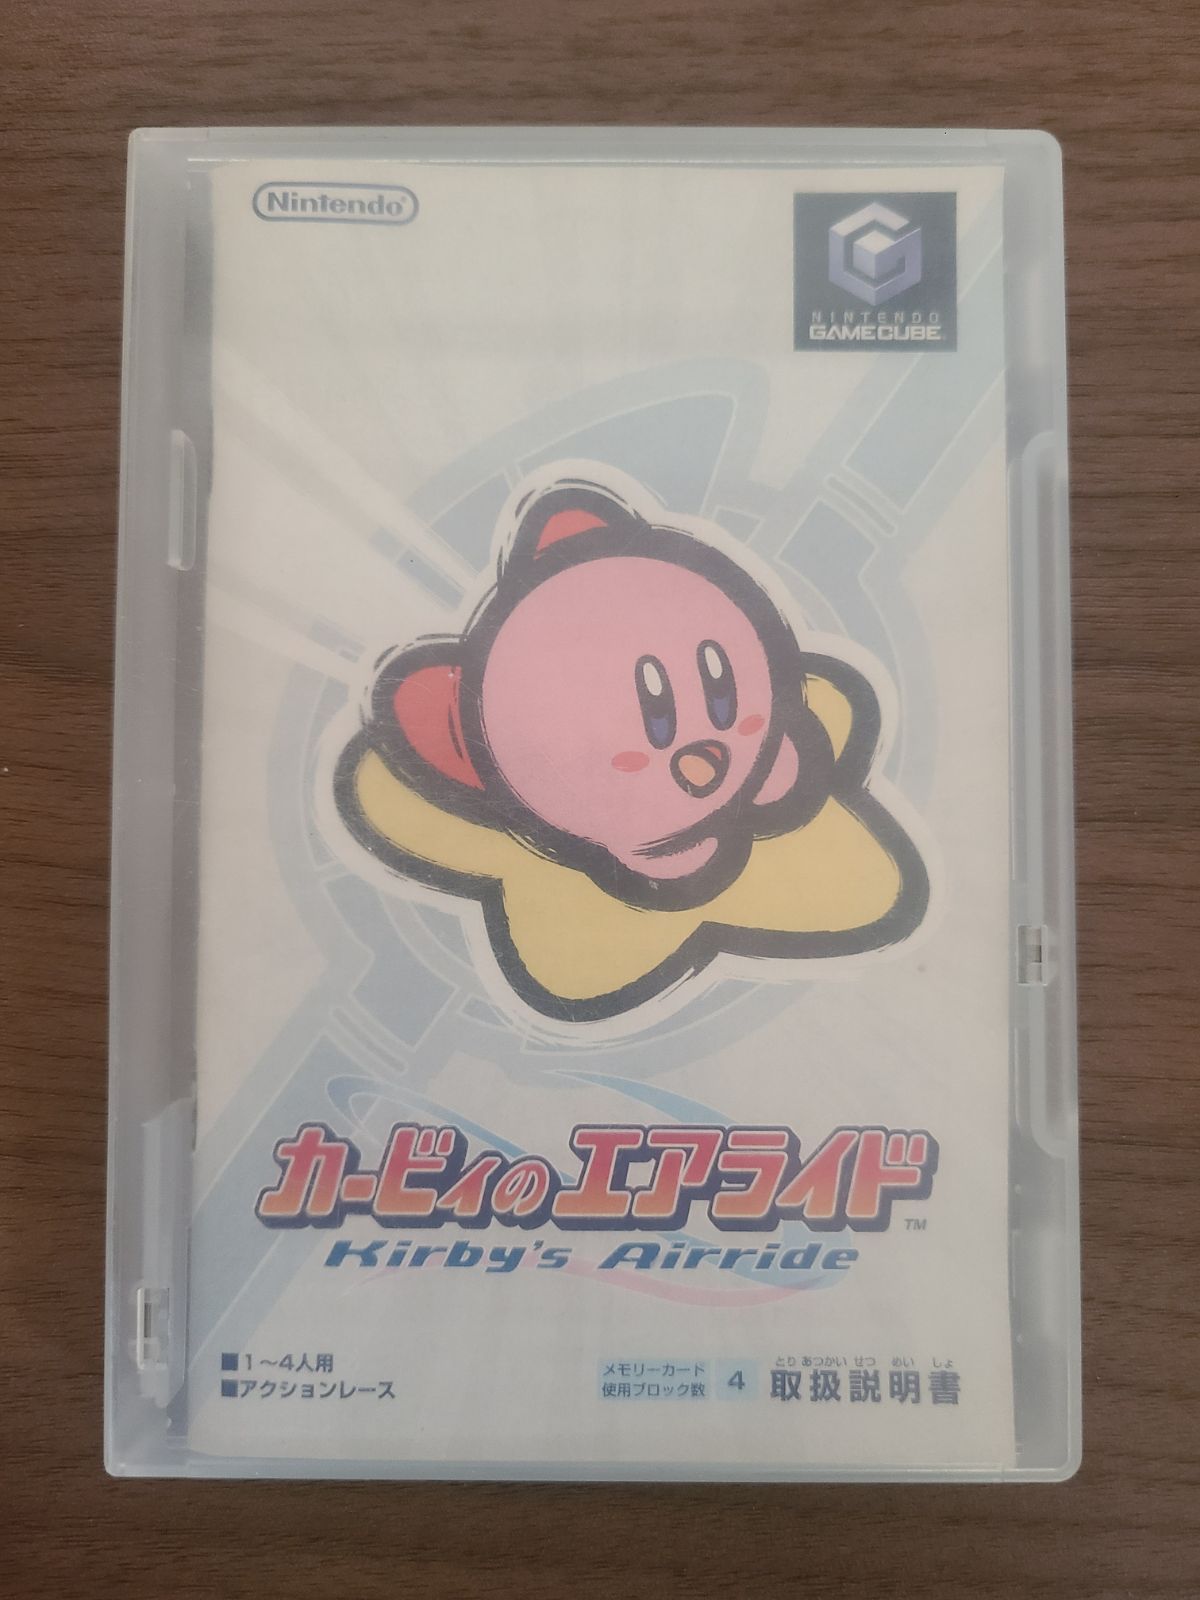 Nintendo
NINTENDO
GAMECUBE
カービィのエアライド TM
Kirby's Airride
■1〜4人用
■アクションレース
メモリーカード
使用ブロック数
4
とりあつかいせつめいしょ
取扱説明書